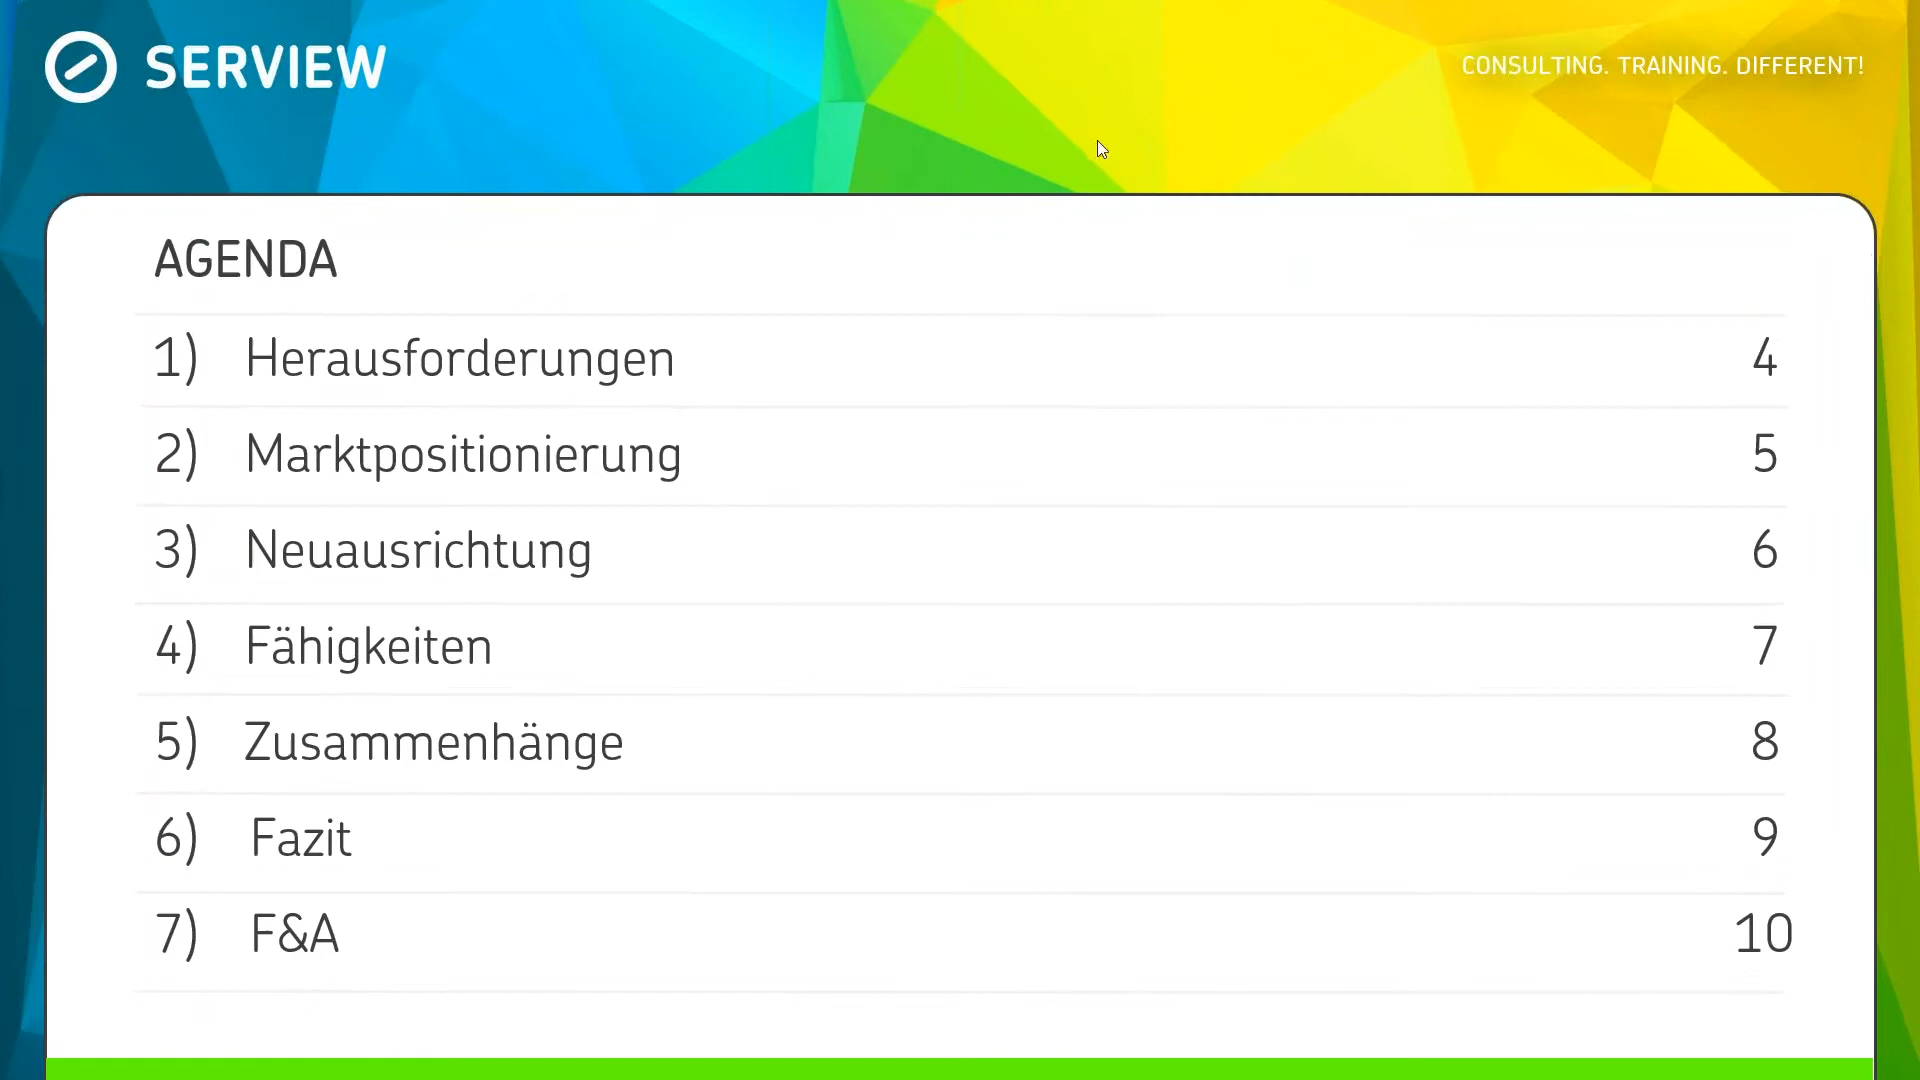 SERVIEW
CONSULTING. TRAINING. DIFFERENT!
AGENDA
1) Herausforderungen 4
2) Marktpositionierung 5
3) Neuausrichtung 6
4) Fähigkeiten 7
5) Zusammenhänge 8
6) Fazit 9
7) F&A 10